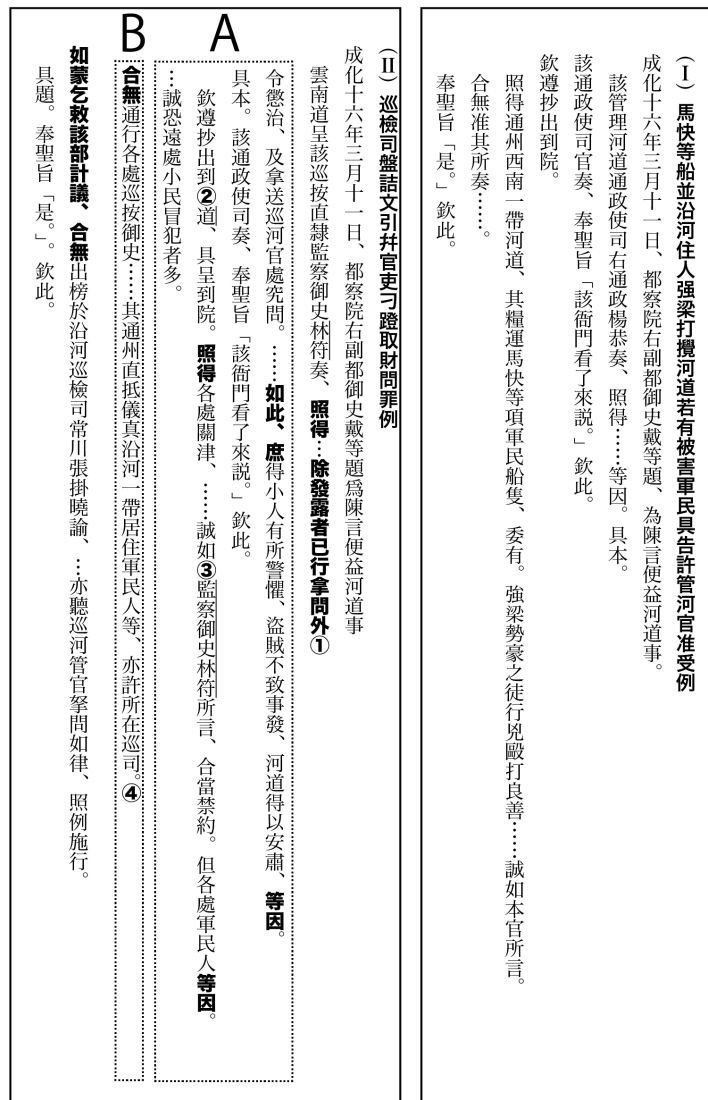 (Ⅰ) 馬快等船並沿河住人强梁打攪河道若有被害軍民具告許管河官准受例
成化十六年三月十一日、都察院右副都御史戴等題、為陳言便益河道事。
該管理河道通政使司右通政楊恭奏、照得……等因。具本。
該通政使司官奏、奉聖旨「該衙門看了來説。」欽此。
欽遵抄出到院。
照得通州西南一帶河道、其糧運馬快等項軍民船隻、委有。強梁勢豪之徒行兇毆打良善……誠如本官所言。
合無准其所奏……。
奉聖旨「是。」欽此。
(Ⅱ) 巡檢司盤詰文引幷官吏刁蹬取財問罪例
成化十六年三月十一日、都察院右副都御史戴等題爲陳言便益河道事
雲南道呈該巡按直隸監察御史林符奏、照得…除發露者已行拿問外①
A
令懲治、及拿送巡河官處究問。……如此、庶得小人有所警懼、盜賊不致事發、河道得以安肅、等因。
具本。該通政使司奏、奉聖旨「該衙門看了來説。」欽此。
欽遵抄出到②道、具呈到院。照得各處關津、……誠如③監察御史林符所言、合當禁約。但各處軍民人等因。
…誠恐遠處小民冒犯者多。
B
合無通行各處巡按御史……其通州直抵儀真沿河一帶居住軍民人等、亦許所在巡司。④
如蒙乞敕該部計議、合無出榜於沿河巡檢司常川張掛曉諭、…亦聽巡河管官拏問如律、照例施行。
具題。奉聖旨「是。」。欽此。